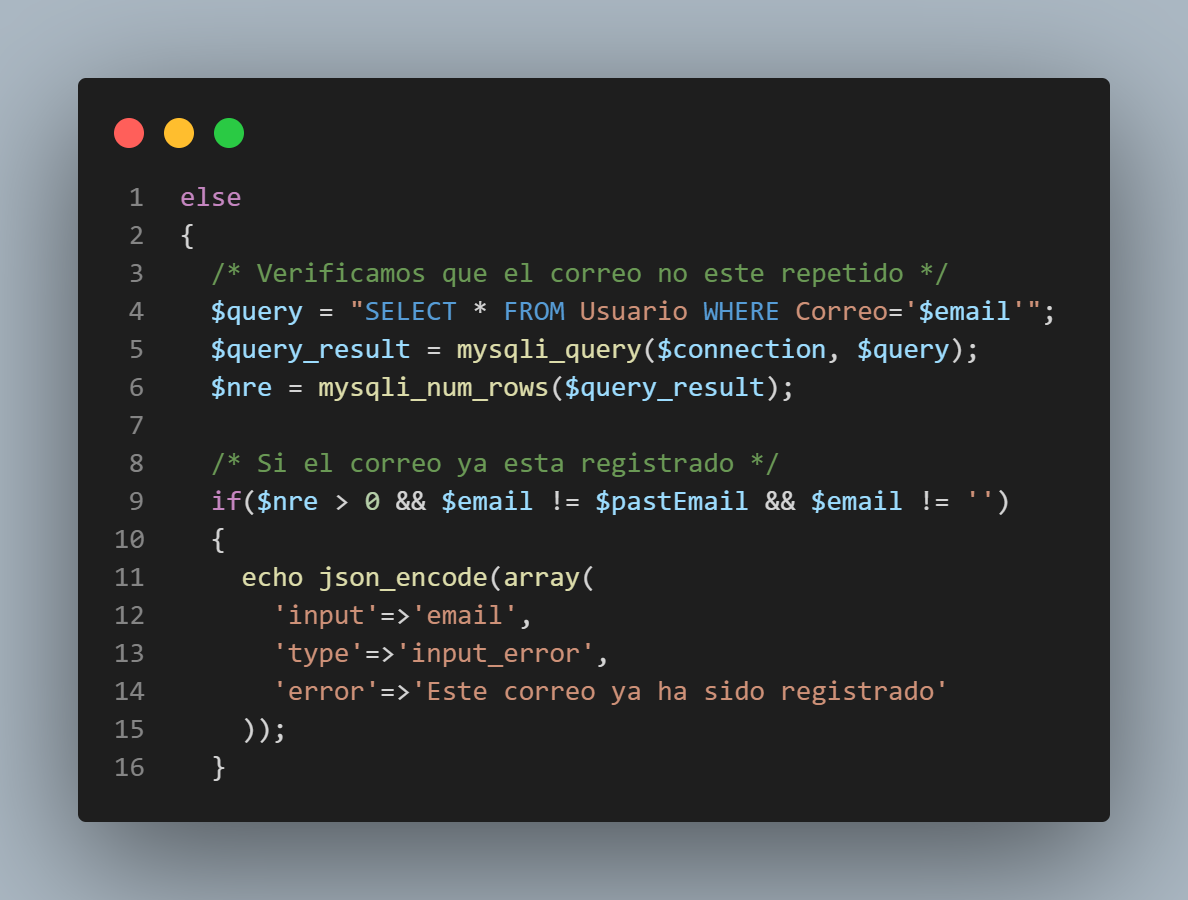 1 else
2 {
3   /* Verificamos que el correo no este repetido */
4   $query = "SELECT * FROM Usuario WHERE Correo='$email'";
5   $query_result = mysqli_query($connection, $query);
6   $nre = mysqli_num_rows($query_result);
7
8   /* Si el correo ya esta registrado */
9   if($nre > 0 && $email != $pastEmail && $email != '')
10   {
11     echo json_encode(array(
12       'input'=>'email',
13       'type'=>'input_error',
14       'error'=>'Este correo ya ha sido registrado'
15     ));
16   }